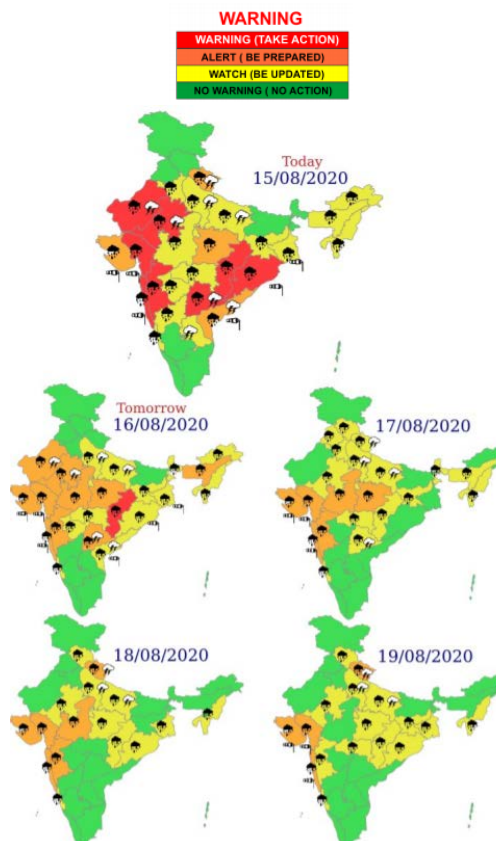 WARNING
WARNING (TAKE ACTION)
ALERT ( BE PREPARED)
WATCH (BE UPDATED)
NO WARNING ( NO ACTION)
Today
15/08/2020
Tomorrow
16/08/2020
17/08/2020
18/08/2020
19/08/2020